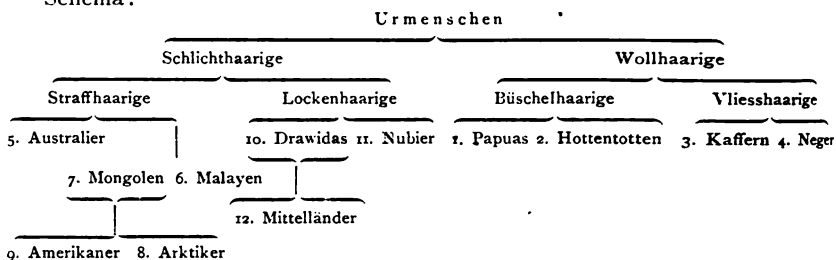 Schema:
Urmenschen
Schlichthaarige Wollhaarige
Straffhaarige Lockenhaarige Büschelhaarige Vliesshaarige
5. Australier 10. Drawidas 11. Nubier 1. Papuas 2. Hottentotten 3. Kaffern 4. Neger
7. Mongolen 6. Malayen
12. Mittelländer
9. Amerikaner 8. Arktiker